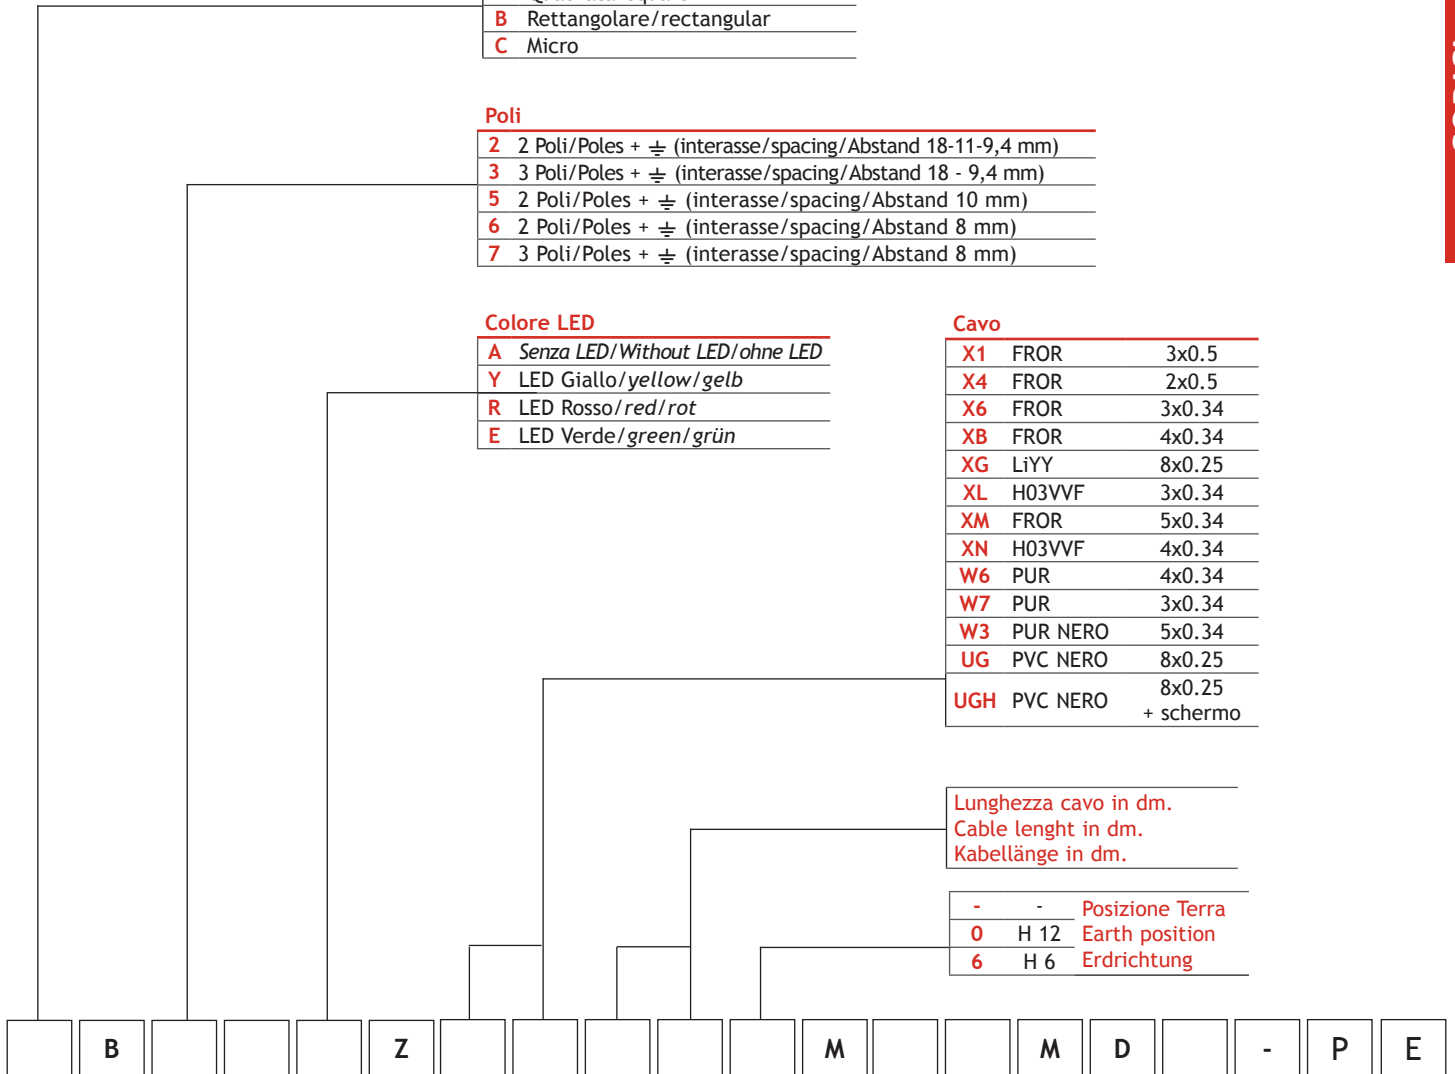 B Rettangolare/rectangular
C Micro
Poli
2 2 Poli/Poles + ⏚ (interasse/spacing/Abstand 18-11-9,4 mm)
3 3 Poli/Poles + ⏚ (interasse/spacing/Abstand 18 - 9,4 mm)
5 2 Poli/Poles + ⏚ (interasse/spacing/Abstand 10 mm)
6 2 Poli/Poles + ⏚ (interasse/spacing/Abstand 8 mm)
7 3 Poli/Poles + ⏚ (interasse/spacing/Abstand 8 mm)
Colore LED
A Senza LED/Without LED/ohne LED
Y LED Giallo/yellow/gelb
R LED Rosso/red/rot
E LED Verde/green/grün
Cavo
X1 FROR 3x0.5
X4 FROR 2x0.5
X6 FROR 3x0.34
XB FROR 4x0.34
XG LiYY 8x0.25
XL H03VVF 3x0.34
XM FROR 5x0.34
XN H03VVF 4x0.34
W6 PUR 4x0.34
W7 PUR 3x0.34
W3 PUR NERO 5x0.34
UG PVC NERO 8x0.25
UGH PVC NERO 8x0.25
+ schermo
Lunghezza cavo in dm.
Cable lenght in dm.
Kabellänge in dm.
- - Posizione Terra
0 H 12 Earth position
6 H 6 Erdrichtung
B Z M M D - P E